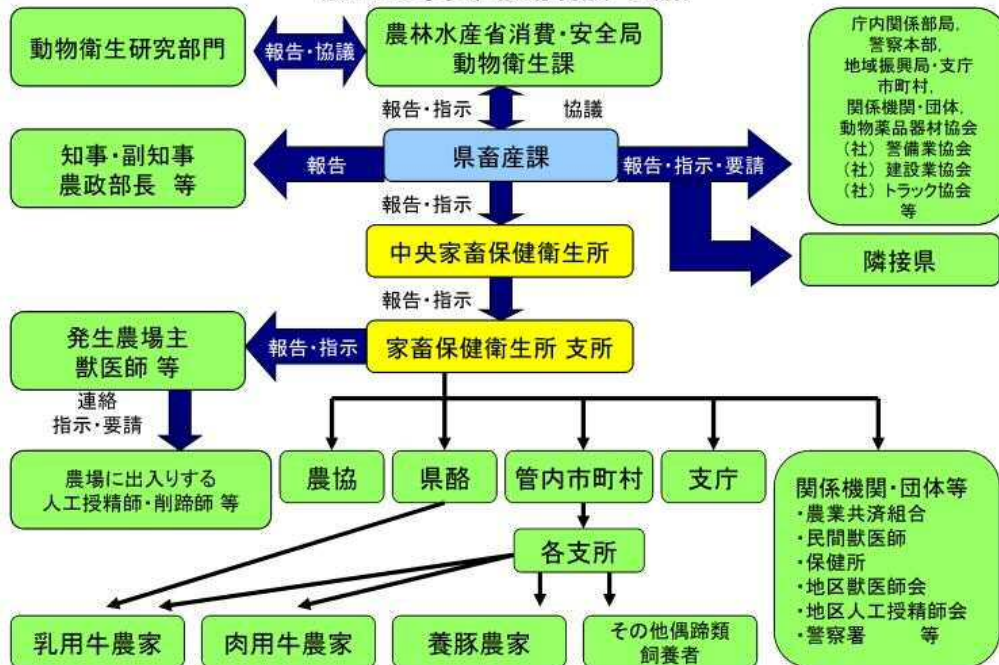 動物衛生研究部門
報告・協議
農林水産省消費・安全局
動物衛生課
庁内関係部局,
警察本部,
地域振興局・支庁
市町村,
関係機関・団体,
動物薬品器材協会
(社) 警備業協会
(社) 建設業協会
(社) トラック協会
等
報告・指示
協議
知事・副知事
農政部長 等
報告
県畜産課
報告・指示・要請
報告・指示
中央家畜保健衛生所
隣接県
報告・指示
発生農場主
獣医師 等
報告・指示
家畜保健衛生所 支所
連絡
指示・要請
農場に出入りする
人工授精師・削蹄師 等
農協
県酪
管内市町村
支庁
関係機関・団体等
・農業共済組合
・民間獣医師
・保健所
・地区獣医師会
・地区人工授精師会
・警察署 等
各支所
乳用牛農家
肉用牛農家
養豚農家
その他偶蹄類
飼養者